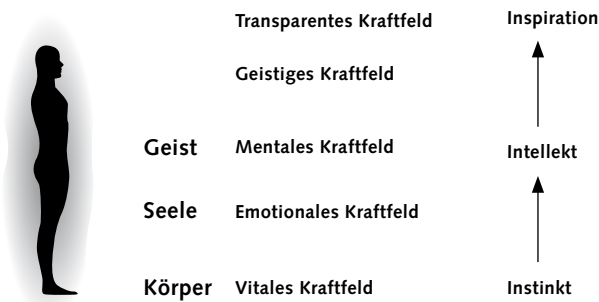 Transparentes Kraftfeld Inspiration
Geistiges Kraftfeld
Geist Mentales Kraftfeld Intellekt
Seele Emotionales Kraftfeld
Körper Vitales Kraftfeld Instinkt